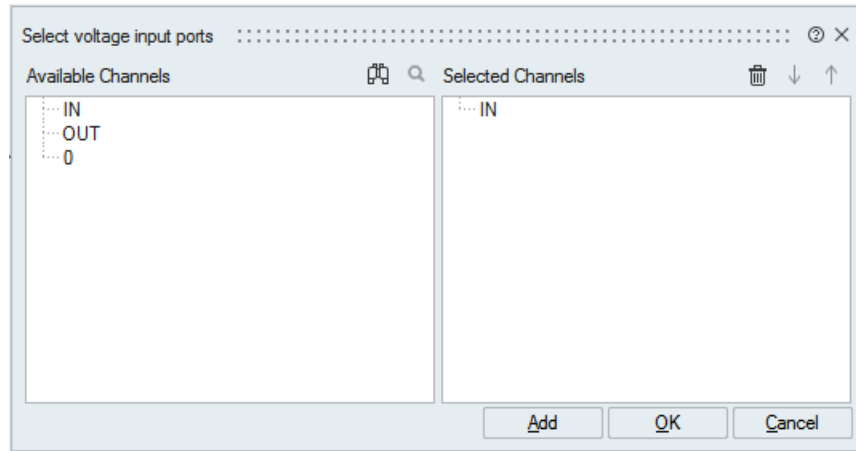 Select voltage input ports
Available Channels
Selected Channels
IN
OUT
0
IN
Add
OK
Cancel